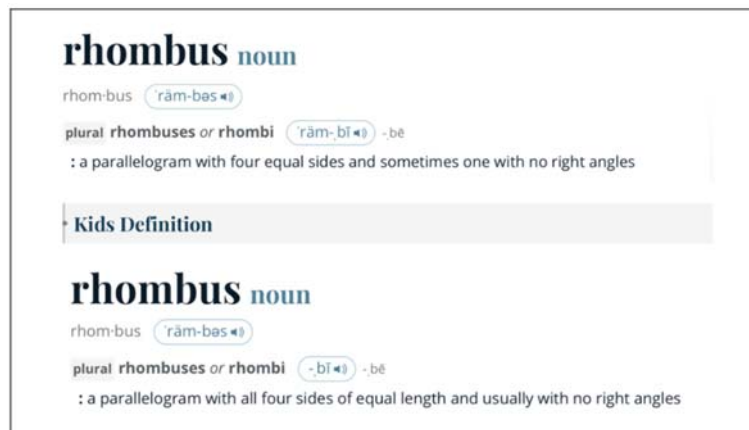 rhombus noun
rhom·bus ˈräm-bəs
plural rhombuses or rhombi ˈräm-ˌbī -ˌbē
: a parallelogram with four equal sides and sometimes one with no right angles
Kids Definition
rhombus noun
rhom·bus ˈräm-bəs
plural rhombuses or rhombi -ˌbī -ˌbē
: a parallelogram with all four sides of equal length and usually with no right angles